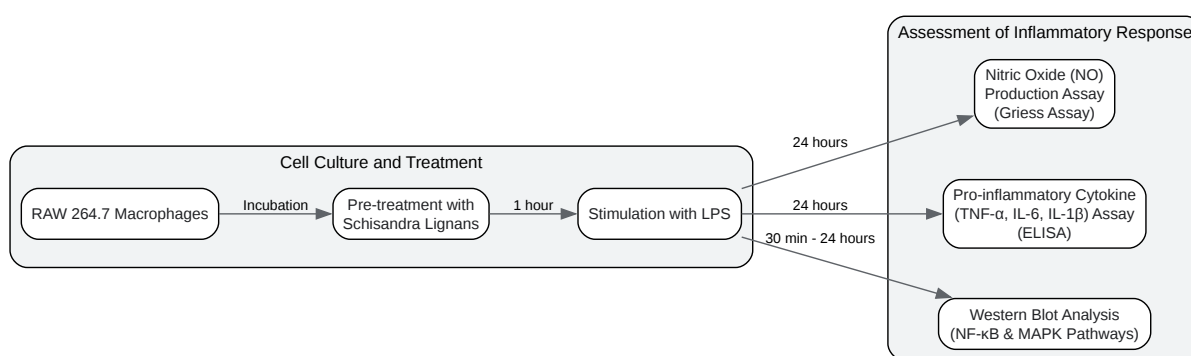 Cell Culture and Treatment
RAW 264.7 Macrophages
Incubation
Pre-treatment with
Schisandra Lignans
1 hour
Stimulation with LPS
24 hours
24 hours
30 min - 24 hours
Assessment of Inflammatory Response
Nitric Oxide (NO)
Production Assay
(Griess Assay)
Pro-inflammatory Cytokine
(TNF-α, IL-6, IL-1β) Assay
(ELISA)
Western Blot Analysis
(NF-κB & MAPK Pathways)